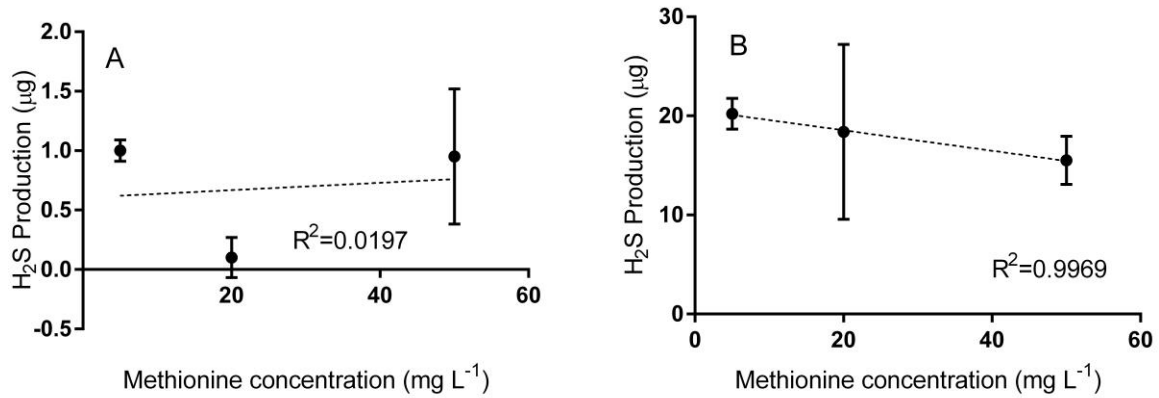 A
H₂S Production (μg)
2.0
1.5
1.0
0.5
0.0
-0.5
20
40
60
R²=0.0197
Methionine concentration (mg L⁻¹)
B
H₂S Production (μg)
30
20
10
0
0
20
40
60
R²=0.9969
Methionine concentration (mg L⁻¹)